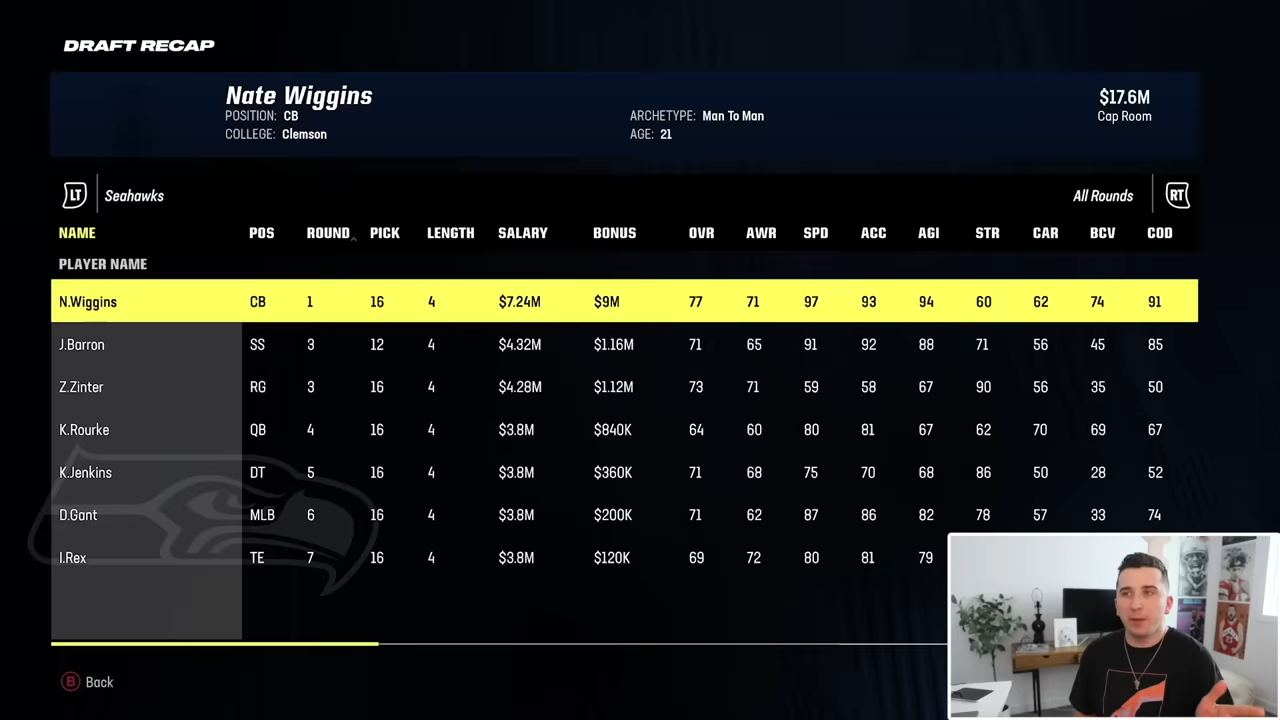 DRAFT RECAP
Nate Wiggins
POSITION: CB
COLLEGE: Clemson
ARCHETYPE: Man To Man
AGE: 21
$17.6M
Cap Room
LT Seahawks All Rounds RT
NAME POS ROUND PICK LENGTH SALARY BONUS OVR AWR SPD ACC AGI STR CAR BCV COD
PLAYER NAME
N.Wiggins CB 1 16 4 $7.24M $9M 77 71 97 93 94 60 62 74 91
J.Barron SS 3 12 4 $4.32M $1.16M 71 65 91 92 88 71 56 45 85
Z.Zinter RG 3 16 4 $4.28M $1.12M 73 71 59 58 67 90 56 35 50
K.Rourke QB 4 16 4 $3.8M $840K 64 60 80 81 67 62 70 69 67
K.Jenkins DT 5 16 4 $3.8M $360K 71 68 75 70 68 86 50 28 52
D.Gant MLB 6 16 4 $3.8M $200K 71 62 87 86 82 78 57 33 74
I.Rex TE 7 16 4 $3.8M $120K 69 72 80 81 79
B Back